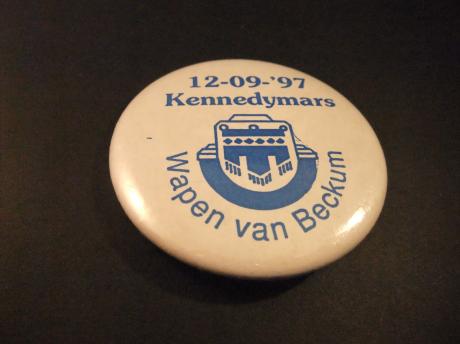 12-09-'97
Kennedymars
Wapen van Beckum